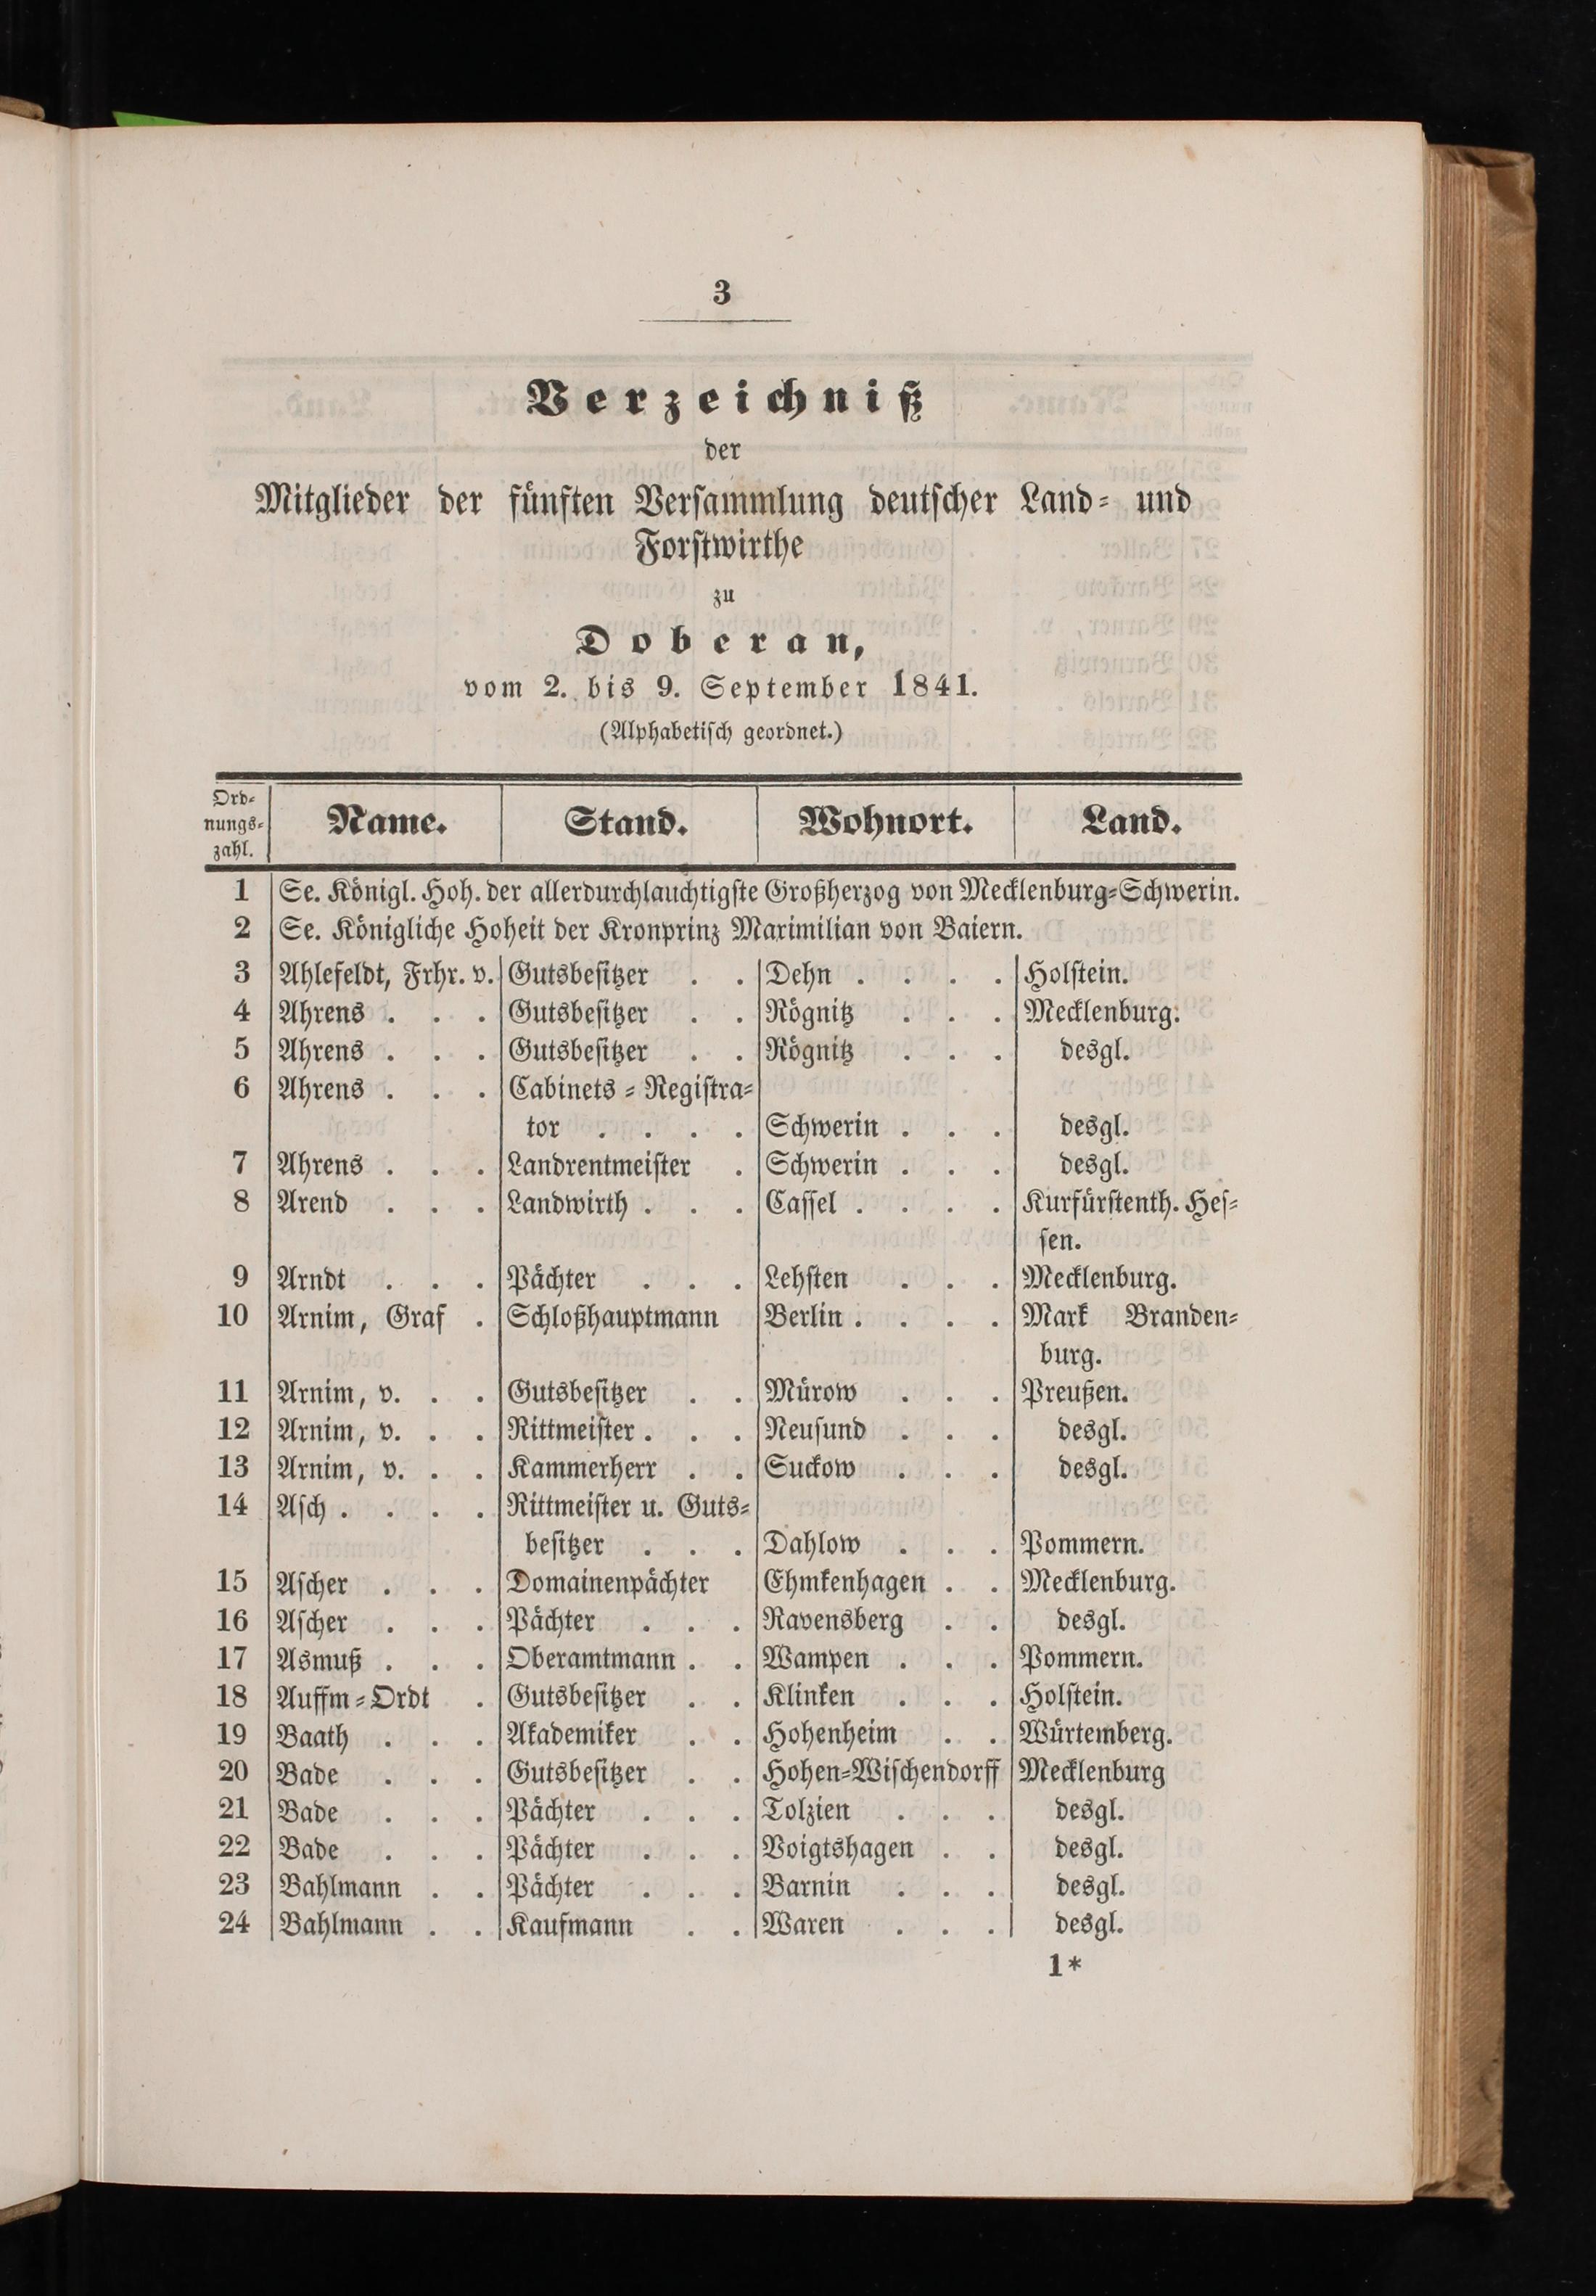 3
Verzeichniß
der
Mitglieder der fünften Versammlung deutscher Land- und
Forstwirthe
zu
Doberan,
vom 2. bis 9. September 1841.
(Alphabetisch geordnet.)
Ord-
nungs-
zahl.
Name. Stand. Wohnort. Land.
1 Se. Königl. Hoh. der allerdurchlauchtigste Großherzog von Mecklenburg-Schwerin.
2 Se. Königliche Hoheit der Kronprinz Maximilian von Baiern.
3 Ahlefeldt, Frhr. v. Gutsbesitzer . . Dehn . . . . Holstein.
4 Ahrens . . . Gutsbesitzer . . Rögnitz . . . Mecklenburg.
5 Ahrens . . . Gutsbesitzer . . Rögnitz . . . desgl.
6 Ahrens . . . Cabinets-Registra-
tor . . . . Schwerin . . . desgl.
7 Ahrens . . . Landrentmeister . Schwerin . . . desgl.
8 Arend . . . Landwirth . . . Cassel . . . . Kurfürstenth. Hes-
sen.
9 Arndt . . . Pächter . . . Lehsten . . . Mecklenburg.
10 Arnim, Graf . Schloßhauptmann Berlin . . . . Mark Branden-
burg.
11 Arnim, v. . . Gutsbesitzer . . Mürow . . . Preußen.
12 Arnim, v. . . Rittmeister . . . Neusund . . . desgl.
13 Arnim, v. . . Kammerherr . . Suckow . . . desgl.
14 Asch . . . . Rittmeister u. Guts-
besitzer . . . Dahlow . . . Pommern.
15 Ascher . . . Domainenpächter Ehmkenhagen . . Mecklenburg.
16 Ascher . . . Pächter . . . Ravensberg . . desgl.
17 Asmuß . . . Oberamtmann . . Wampen . . . Pommern.
18 Auffm-Ordt . Gutsbesitzer . . Klinken . . . Holstein.
19 Baath . . . Akademiker . . Hohenheim . . Würtemberg.
20 Bade . . . Gutsbesitzer . . Hohen-Wischendorff Mecklenburg
21 Bade . . . Pächter . . . Tolzien . . . desgl.
22 Bade . . . Pächter . . . Voigtshagen . . desgl.
23 Bahlmann . . Pächter . . . Barnin . . . desgl.
24 Bahlmann . . Kaufmann . . Waren . . . desgl.
1*